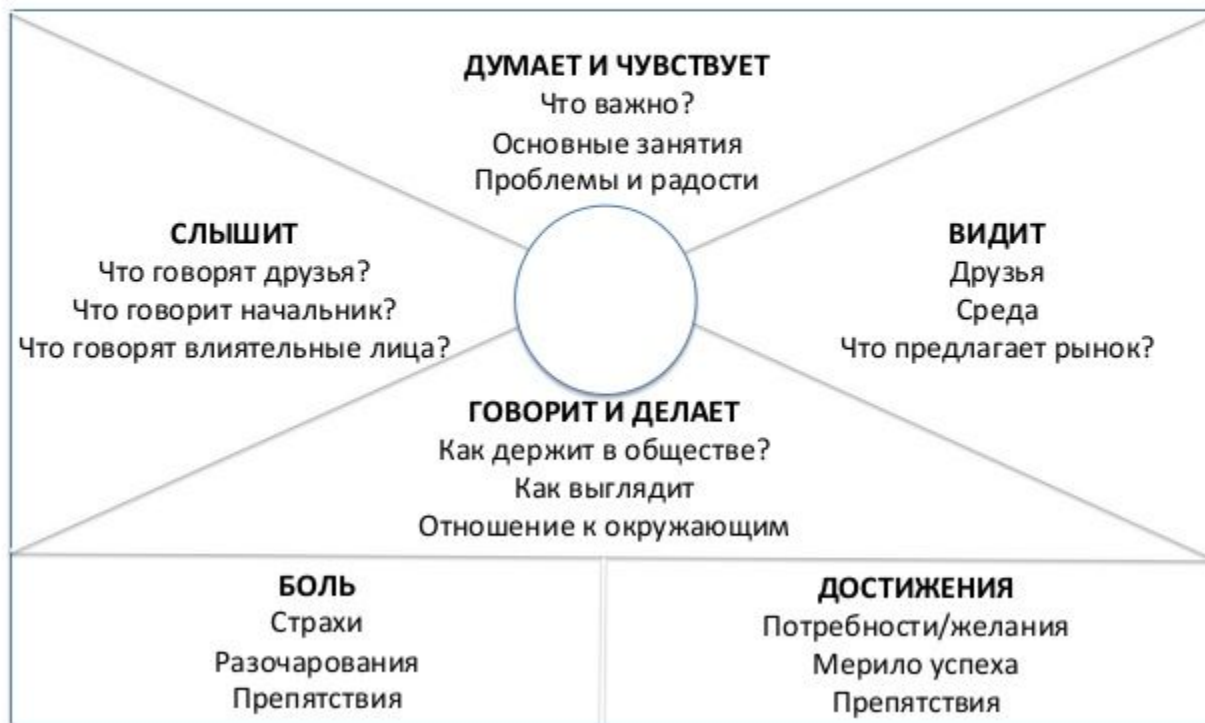 ДУМАЕТ И ЧУВСТВУЕТ
Что важно?
Основные занятия
Проблемы и радости
СЛЫШИТ
Что говорят друзья?
Что говорит начальник?
Что говорят влиятельные лица?
ВИДИТ
Друзья
Среда
Что предлагает рынок?
ГОВОРИТ И ДЕЛАЕТ
Как держит в обществе?
Как выглядит
Отношение к окружающим
БОЛЬ
Страхи
Разочарования
Препятствия
ДОСТИЖЕНИЯ
Потребности/желания
Мерило успеха
Препятствия